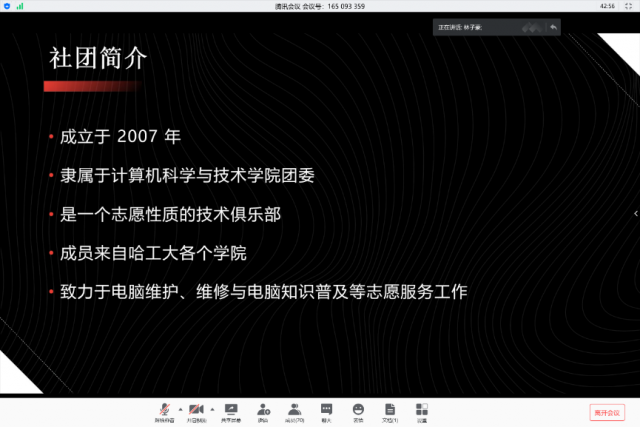 腾讯会议 会议号: 165 093 359
42:56
正在讲话: 林子豪;
社团简介
• 成立于 2007 年
• 隶属于计算机科学与技术学院团委
• 是一个志愿性质的技术俱乐部
• 成员来自哈工大各个学院
• 致力于电脑维护、维修与电脑知识普及等志愿服务工作
解除静音 开启视频 共享屏幕 邀请 成员(70) 聊天 表情 文档(1) 设置
离开会议